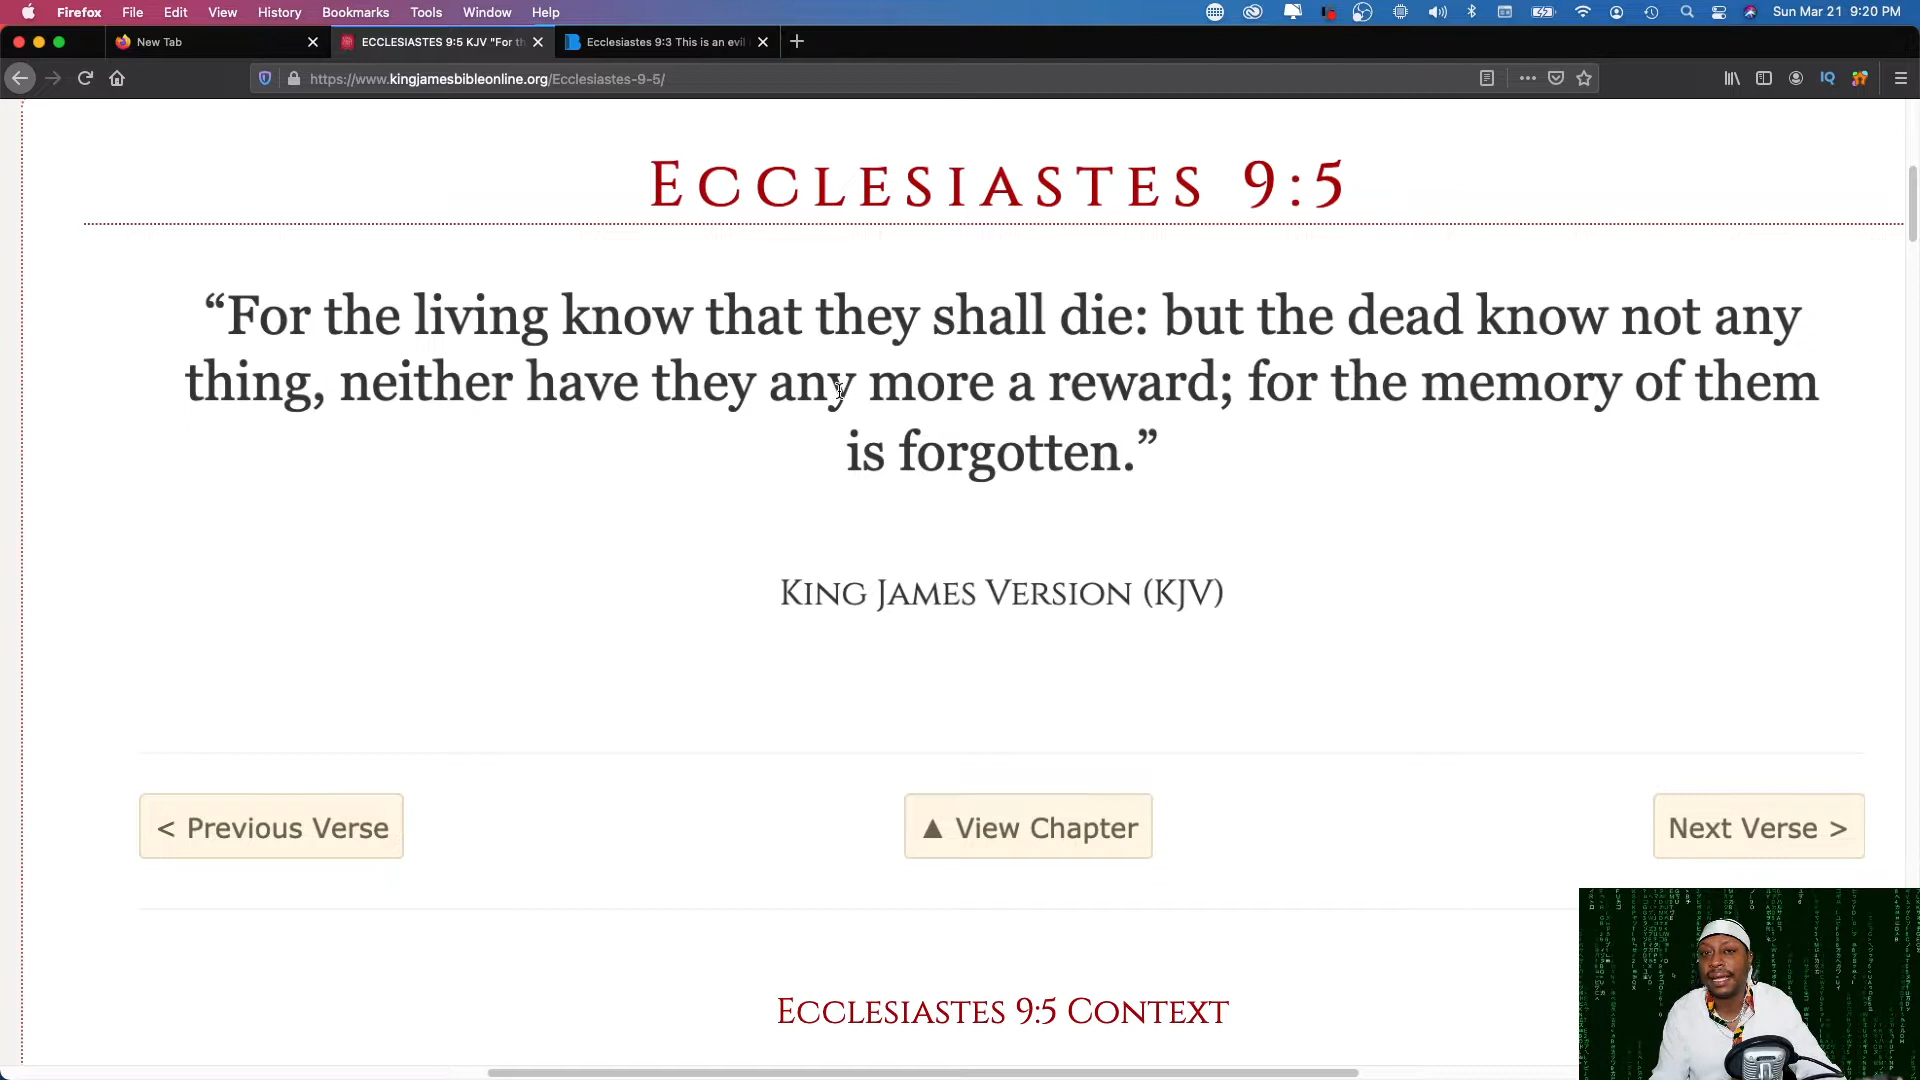 Firefox File Edit View History Bookmarks Tools Window Help Sun Mar 21 9:20 PM
New Tab ECCLESIASTES 9:5 KJV "For th Ecclesiastes 9:3 This is an evil
https://www.kingjamesbibleonline.org/Ecclesiastes-9-5/ IQ
Ecclesiastes 9:5
“For the living know that they shall die: but the dead know not any
thing, neither have they any more a reward; for the memory of them
is forgotten.”
King James Version (KJV)
< Previous Verse ▲ View Chapter Next Verse >
Ecclesiastes 9:5 Context